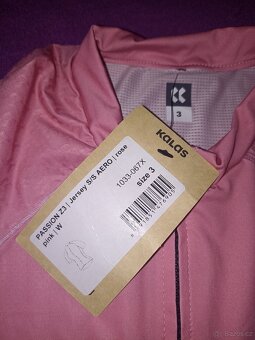 3
KALAS
PASSION Z3 | Jersey S/S AERO | rose
pink | W
1033-067X
size 3